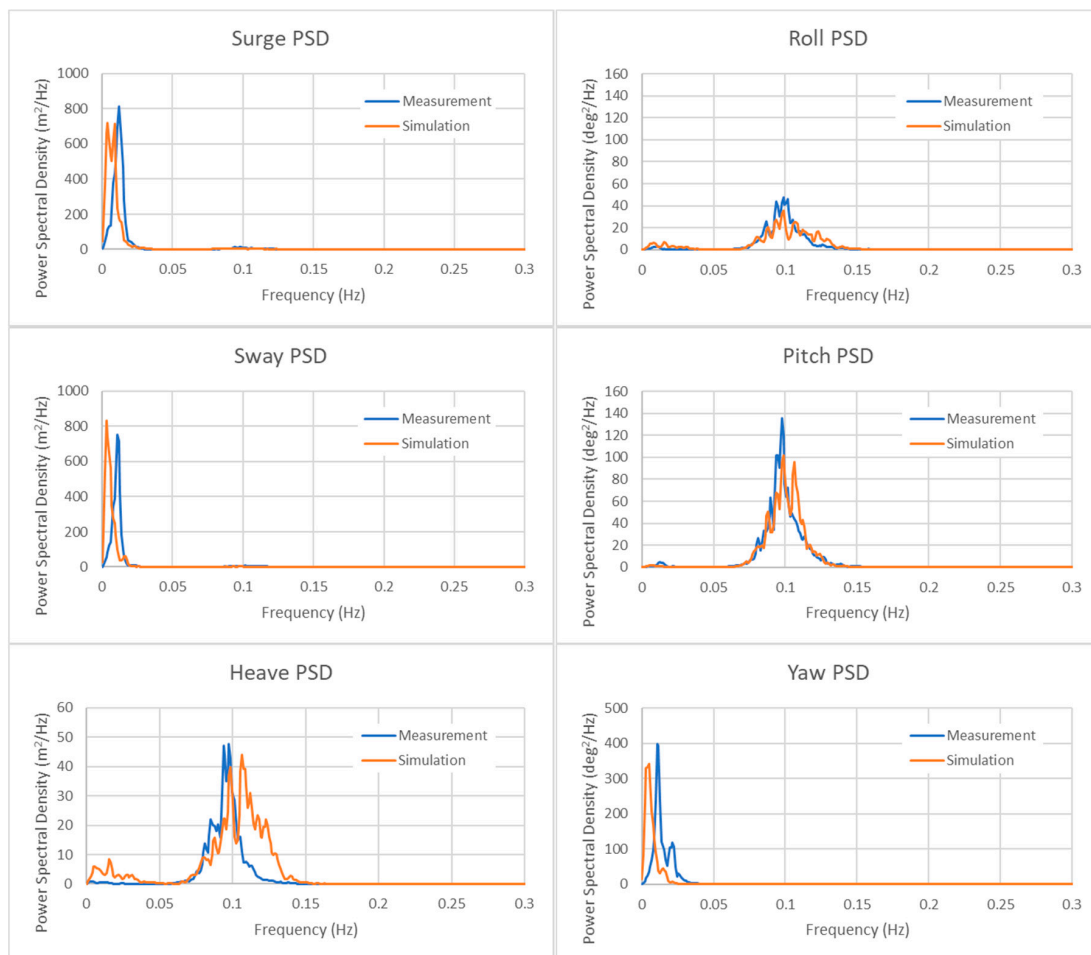 Surge PSD
Power Spectral Density (m²/Hz)
1000
800
600
400
200
0
0 0.05 0.1 0.15 0.2 0.25 0.3
Frequency (Hz)
Measurement
Simulation
Roll PSD
Power Spectral Density (deg²/Hz)
160
140
120
100
80
60
40
20
0
0 0.05 0.1 0.15 0.2 0.25 0.3
Frequency (Hz)
Measurement
Simulation
Sway PSD
Power Spectral Density (m²/Hz)
1000
800
600
400
200
0
0 0.05 0.1 0.15 0.2 0.25 0.3
Frequency (Hz)
Measurement
Simulation
Pitch PSD
Power Spectral Density (deg²/Hz)
160
140
120
100
80
60
40
20
0
0 0.05 0.1 0.15 0.2 0.25 0.3
Frequency (Hz)
Measurement
Simulation
Heave PSD
Power Spectral Density (m²/Hz)
60
50
40
30
20
10
0
0 0.05 0.1 0.15 0.2 0.25 0.3
Frequency (Hz)
Measurement
Simulation
Yaw PSD
Power Spectral Density (deg²/Hz)
500
400
300
200
100
0
0 0.05 0.1 0.15 0.2 0.25 0.3
Frequency (Hz)
Measurement
Simulation